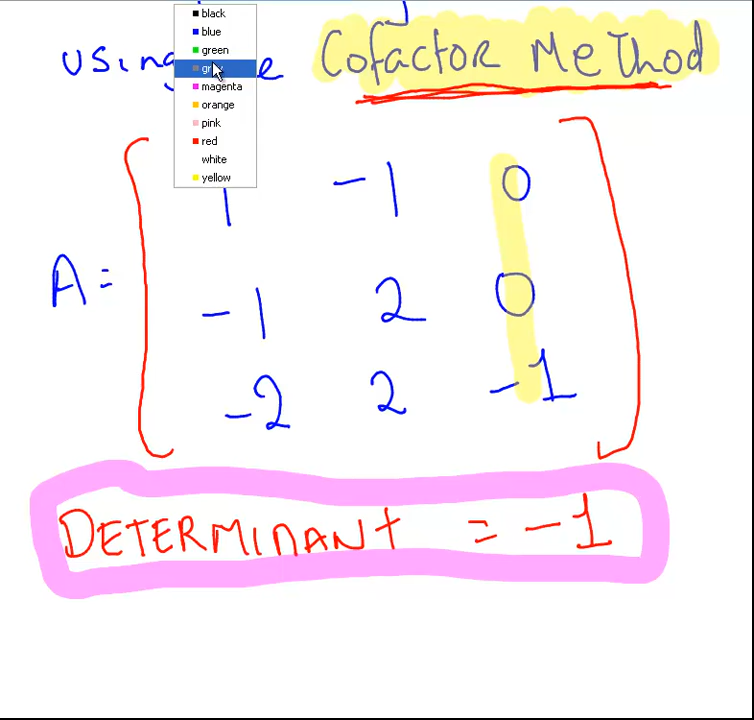 black
blue
using Cofactor Method
green
magenta
orange
pink
red
white
yellow
1 -1 0
A = -1 2 0
-2 2 -1
DETERMINANT = -1